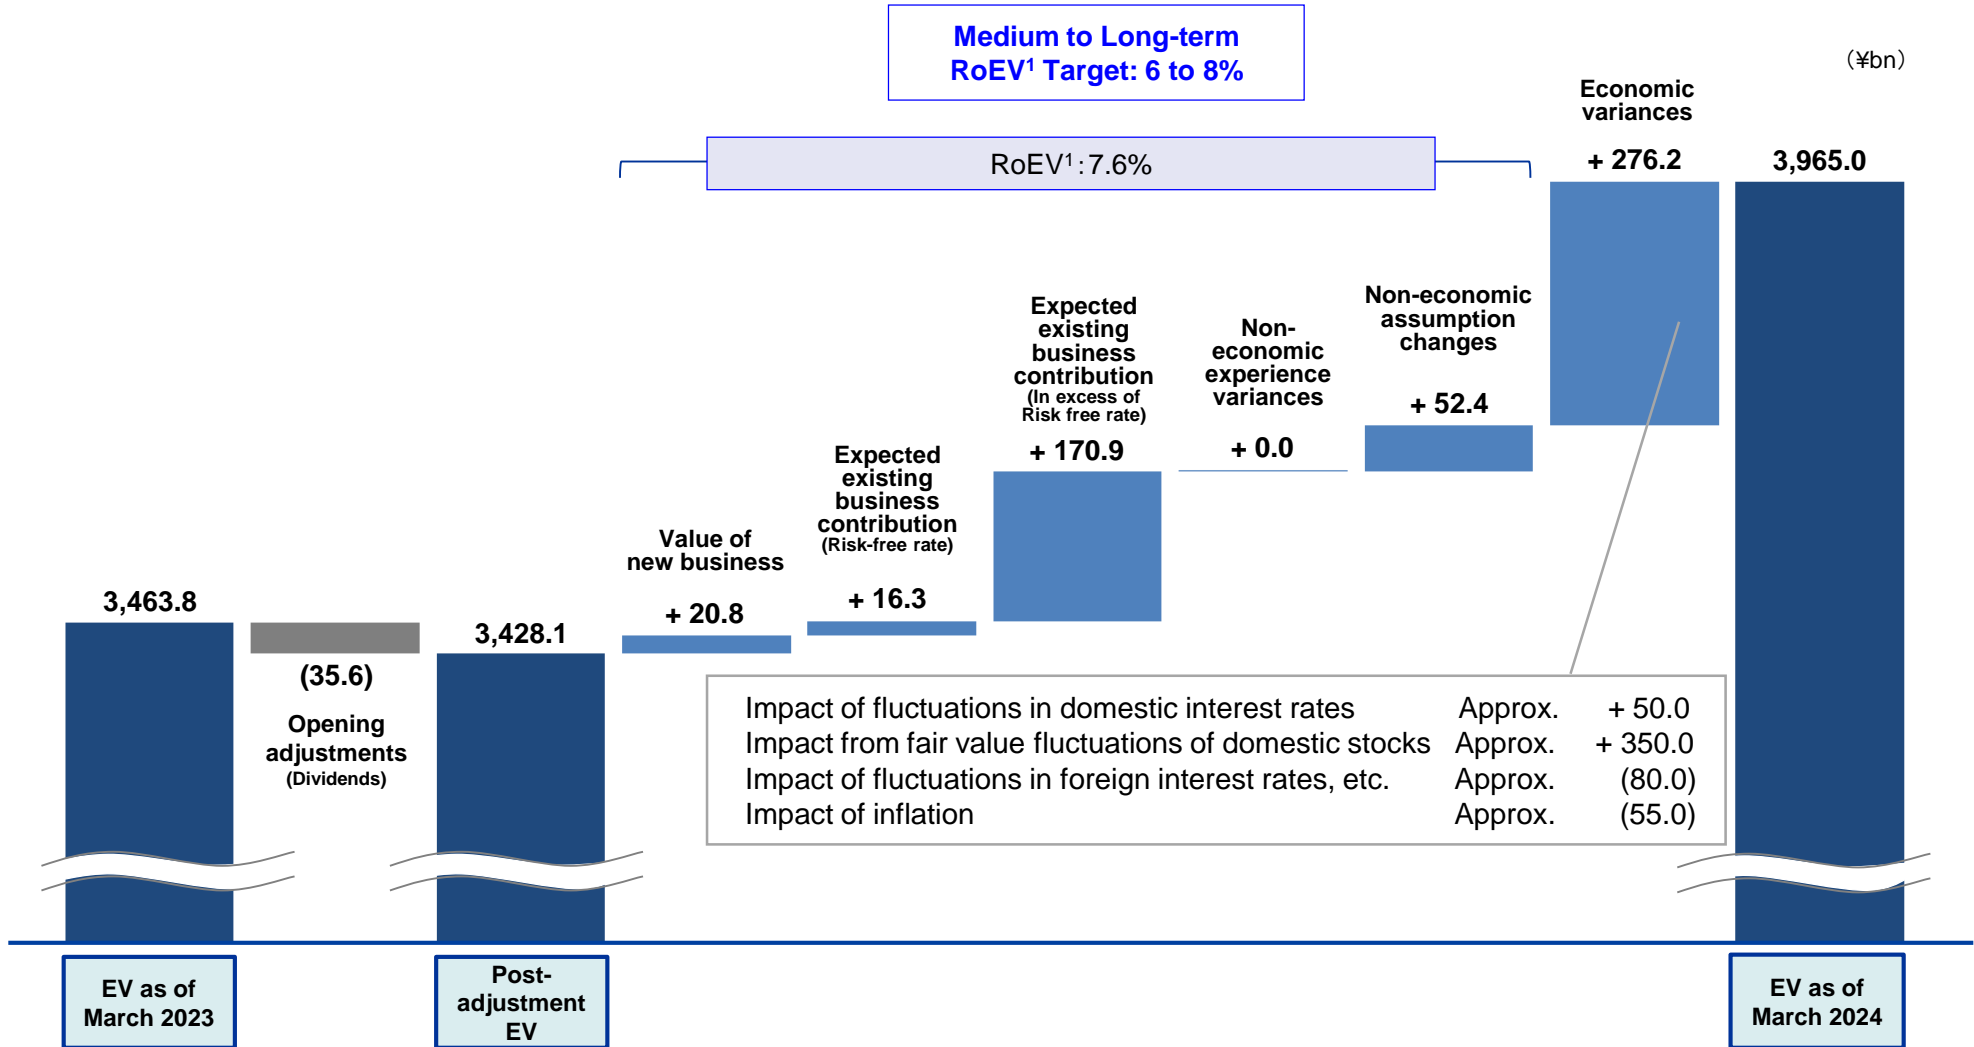 Medium to Long-term
RoEV¹ Target: 6 to 8%
(¥bn)
RoEV¹ : 7.6%
Economic
variances
+ 276.2
3,965.0
Expected
existing
business
contribution
(In excess of
Risk free rate)
+ 170.9
Non-
economic
experience
variances
+ 0.0
Non-economic
assumption
changes
+ 52.4
Expected
existing
business
contribution
(Risk-free rate)
+ 16.3
Value of
new business
+ 20.8
3,463.8
(35.6)
Opening
adjustments
(Dividends)
3,428.1
Impact of fluctuations in domestic interest rates Approx. + 50.0
Impact from fair value fluctuations of domestic stocks Approx. + 350.0
Impact of fluctuations in foreign interest rates, etc. Approx. (80.0)
Impact of inflation Approx. (55.0)
EV as of
March 2023
Post-
adjustment
EV
EV as of
March 2024